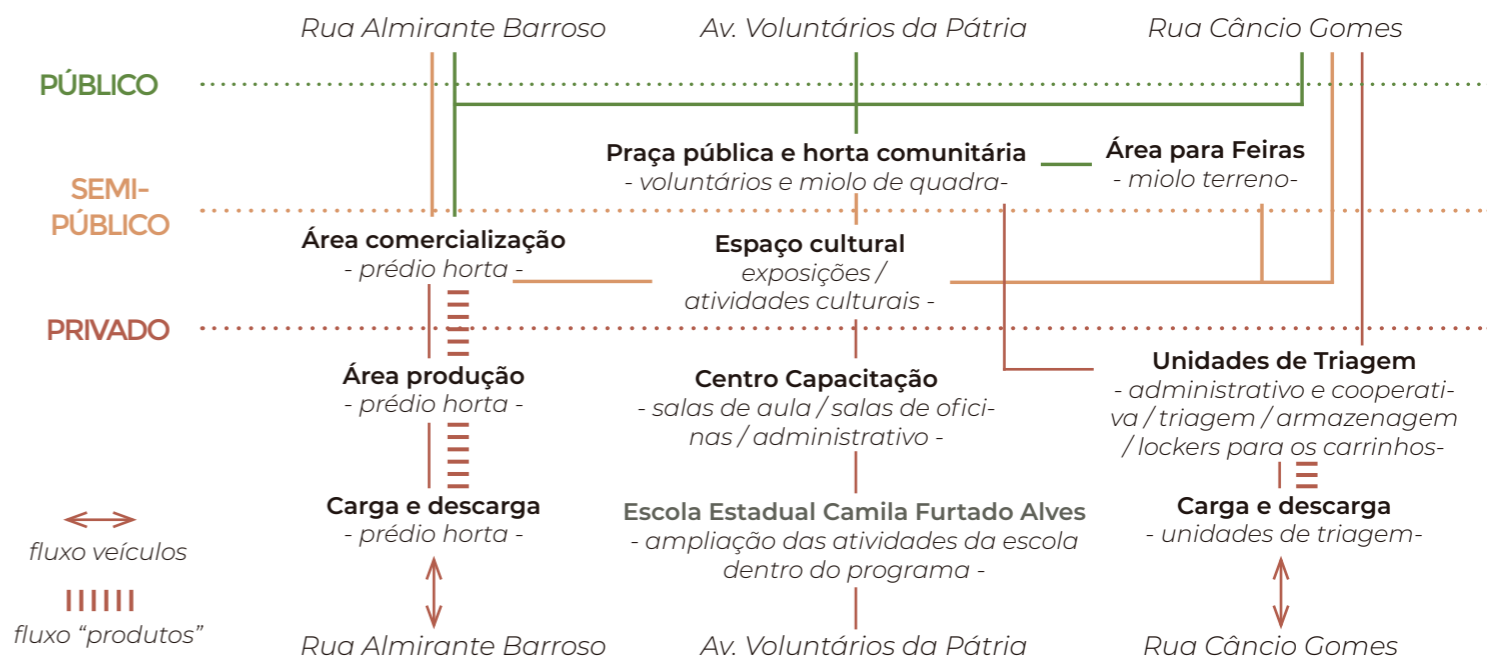 Rua Almirante Barroso
Av. Voluntários da Pátria
Rua Câncio Gomes
PÚBLICO
Praça pública e horta comunitária
- voluntários e miolo de quadra-
Área para Feiras
- miolo terreno-
SEMI-
PÚBLICO
Área comercialização
- prédio horta -
Espaço cultural
exposições /
atividades culturais -
PRIVADO
Área produção
- prédio horta -
Centro Capacitação
- salas de aula / salas de ofici-
nas / administrativo -
Unidades de Triagem
- administrativo e cooperati-
va / triagem / armazenagem
/ lockers para os carrinhos-
Carga e descarga
- prédio horta -
Escola Estadual Camila Furtado Alves
- ampliação das atividades da escola
dentro do programa -
Carga e descarga
- unidades de triagem-
fluxo veículos
fluxo “produtos”
Rua Almirante Barroso
Av. Voluntários da Pátria
Rua Câncio Gomes